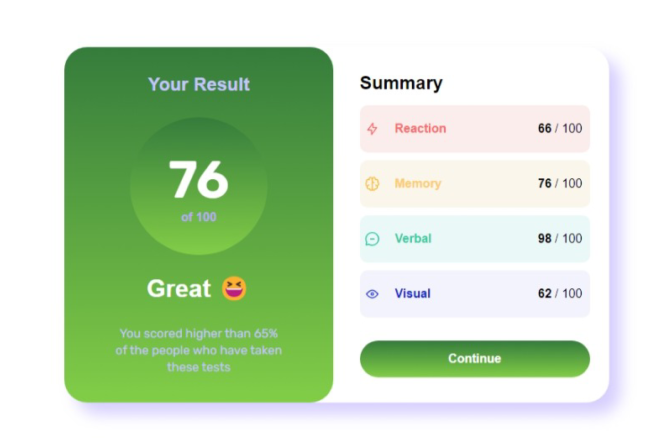 Your Result
76
of 100
Great 😆
You scored higher than 65%
of the people who have taken
these tests
Summary
Reaction 66 / 100
Memory 76 / 100
Verbal 98 / 100
Visual 62 / 100
Continue